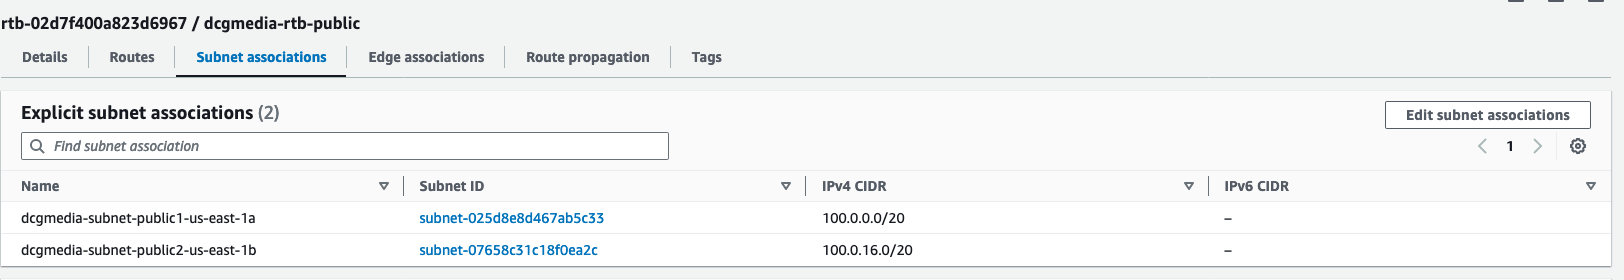 rtb-02d7f400a823d6967 / dcgmedia-rtb-public
Details Routes Subnet associations Edge associations Route propagation Tags
Explicit subnet associations (2)
Edit subnet associations
Find subnet association
1
Name Subnet ID IPv4 CIDR IPv6 CIDR
dcgmedia-subnet-public1-us-east-1a subnet-025d8e8d467ab5c33 100.0.0.0/20 –
dcgmedia-subnet-public2-us-east-1b subnet-07658c31c18f0ea2c 100.0.16.0/20 –